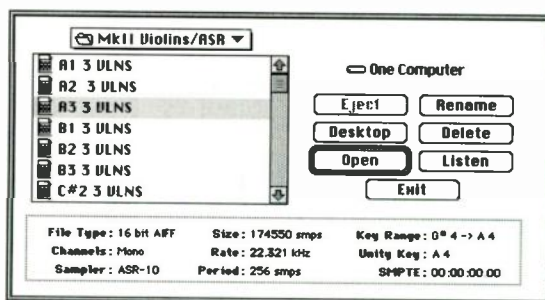 MkII Violins/ASR
A1 3 VLNS
A2 3 VLNS
A3 3 VLNS
B1 3 VLNS
B2 3 VLNS
B3 3 VLNS
C#2 3 VLNS
One Computer
Eject Rename
Desktop Delete
Open Listen
Exit
File Type: 16 bit AIFF Size: 174550 smps Key Range: G# 4 -> A 4
Channels: Mono Rate: 22.321 kHz Unity Key: A 4
Sampler: ASR-10 Period: 256 smps SMPTE: 00:00:00:00